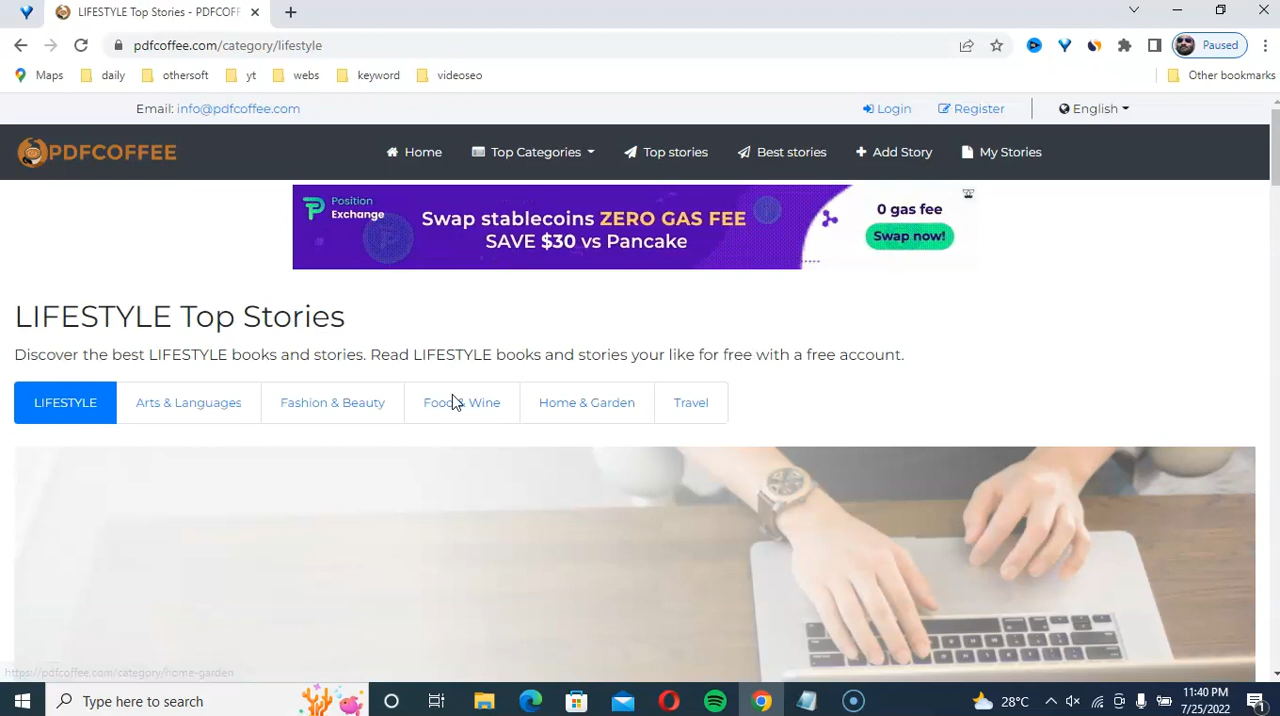 LIFESTYLE Top Stories - PDFCOFF
pdfcoffee.com/category/lifestyle
Paused
Maps daily othersoft yt webs keyword videoseo Other bookmarks
Email: info@pdfcoffee.com Login Register English
PDFCOFFEE Home Top Categories Top stories Best stories Add Story My Stories
Position Exchange
Swap stablecoins ZERO GAS FEE
SAVE $30 vs Pancake
0 gas fee
Swap now!
LIFESTYLE Top Stories
Discover the best LIFESTYLE books and stories. Read LIFESTYLE books and stories your like for free with a free account.
LIFESTYLE Arts & Languages Fashion & Beauty Food & Wine Home & Garden Travel
https://pdfcoffee.com/category/home-garden
Type here to search
28°C
11:40 PM
7/25/2022
1